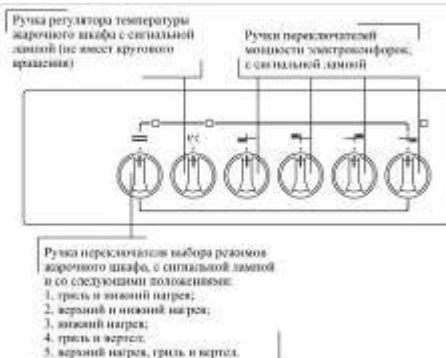 Ручка регулятора температуры
жарочного шкафа с сигнальной
лампой (не имеет кругового
вращения)
Ручки переключателей
мощности электроконфорок,
с сигнальной лампой
°C
Ручка переключателя выбора режимов
жарочного шкафа, с сигнальной лампой
и со следующими положениями:
1. гриль и нижний нагрев;
2. верхний и нижний нагрев;
3. нижний нагрев;
4. гриль и вертел.
5. верхний нагрев, гриль и вертел.